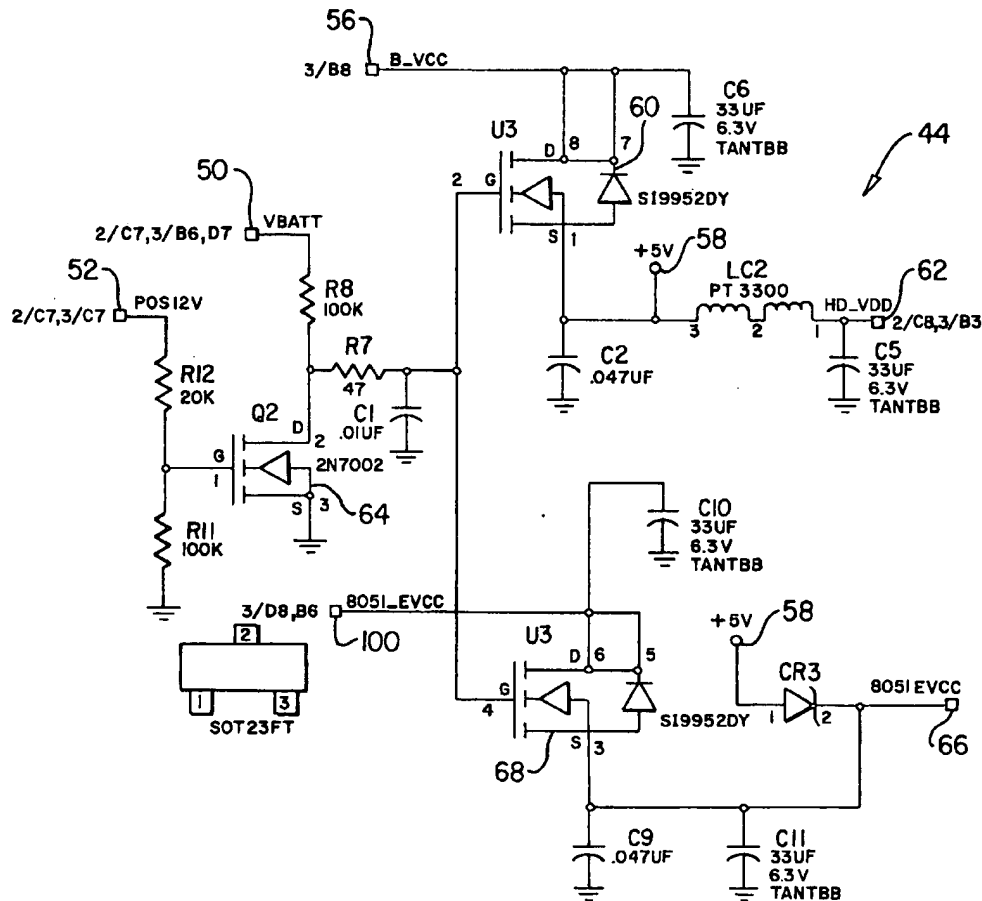 56
3/B8
B_VCC
C6
33UF
6.3V
TANTBB
60
44
U3
D
8
7
2
G
SI9952DY
S
1
50
VBATT
2/C7,3/B6,D7
52
POS12V
2/C7,3/C7
R8
100K
+5V
58
LC2
PT 3300
HD_VDD
62
3
2
1
2/C8,3/B3
R7
47
C1
.01UF
C2
.047UF
C5
33UF
6.3V
TANTBB
R12
20K
Q2
D
2
G
1
2N7002
S
3
64
R11
100K
C10
33UF
6.3V
TANTBB
3/D8,B6
8051_EVCC
100
2
1
3
SOT23FT
U3
D
6
5
G
4
SI9952DY
S
3
68
+5V
58
CR3
1
2
8051EVCC
66
C9
.047UF
C11
33UF
6.3V
TANTBB